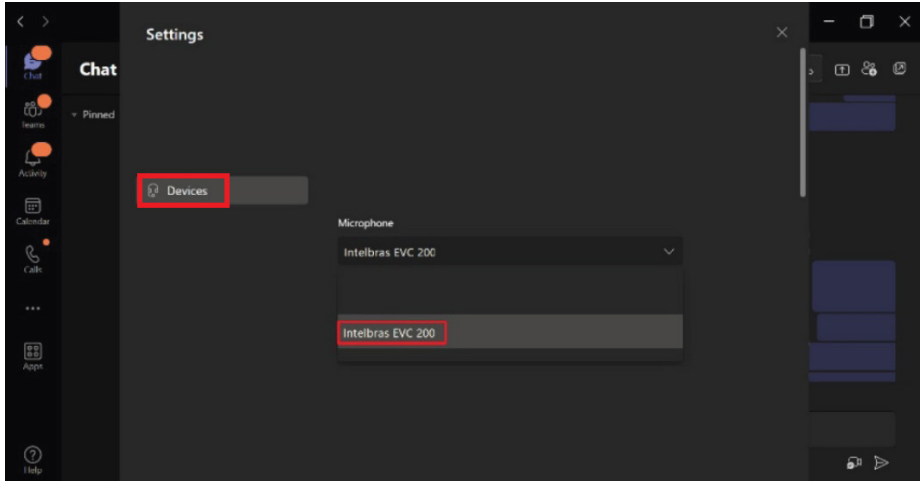 Settings
Chat
Chat
Pinned
Teams
Activity
Devices
Calendar
Microphone
Intelbras EVC 200
Calls
Intelbras EVC 200
Apps
Help